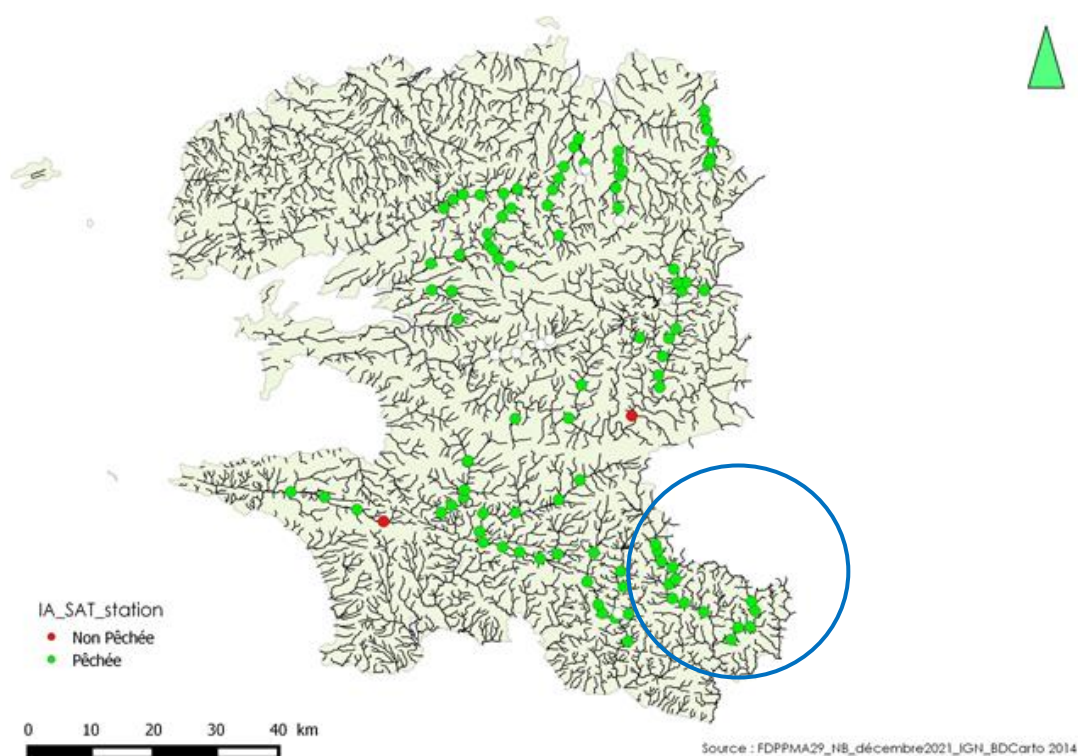 IA_SAT_station
Non Pêchée
Pêchée
0 10 20 30 40 km
Source : FDPPMA29_NB_décembre2021_IGN_BDCarto 2014